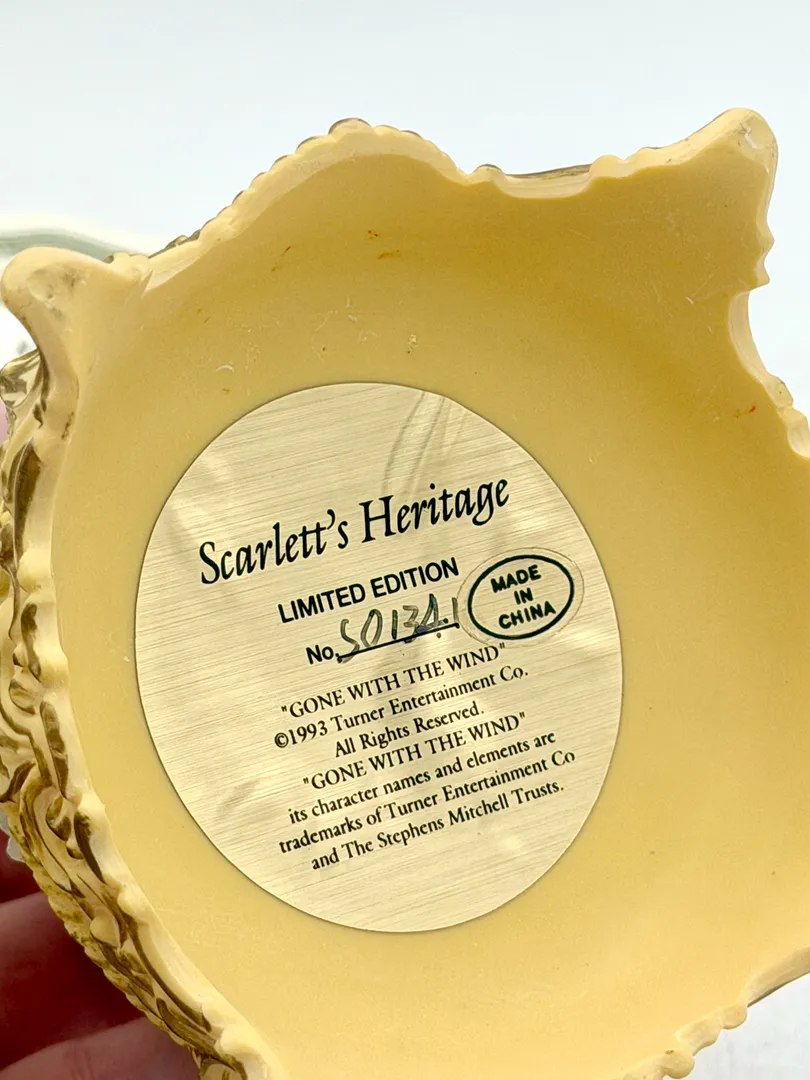 Scarlett's Heritage
LIMITED EDITION
No.
MADE
IN
CHINA
"GONE WITH THE WIND"
©1993 Turner Entertainment Co.
All Rights Reserved.
"GONE WITH THE WIND"
its character names and elements are
trademarks of Turner Entertainment Co
and The Stephens Mitchell Trusts.